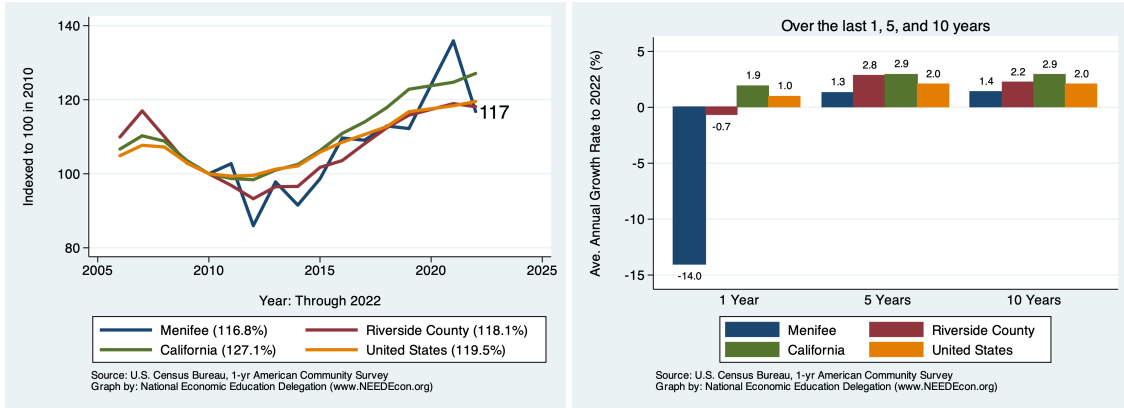 Indexed to 100 in 2010
140
120
100
80
117
2005
2010
2015
2020
2025
Year: Through 2022
Menifee (116.8%)
Riverside County (118.1%)
California (127.1%)
United States (119.5%)
Source: U.S. Census Bureau, 1-yr American Community Survey
Graph by: National Economic Education Delegation (www.NEEDEcon.org)
Over the last 1, 5, and 10 years
Ave. Annual Growth Rate to 2022 (%)
5
0
-5
-10
-15
-14.0
-0.7
1.9
1.0
1.3
2.8
2.9
2.0
1.4
2.2
2.9
2.0
1 Year
5 Years
10 Years
Menifee
Riverside County
California
United States
Source: U.S. Census Bureau, 1-yr American Community Survey
Graph by: National Economic Education Delegation (www.NEEDEcon.org)